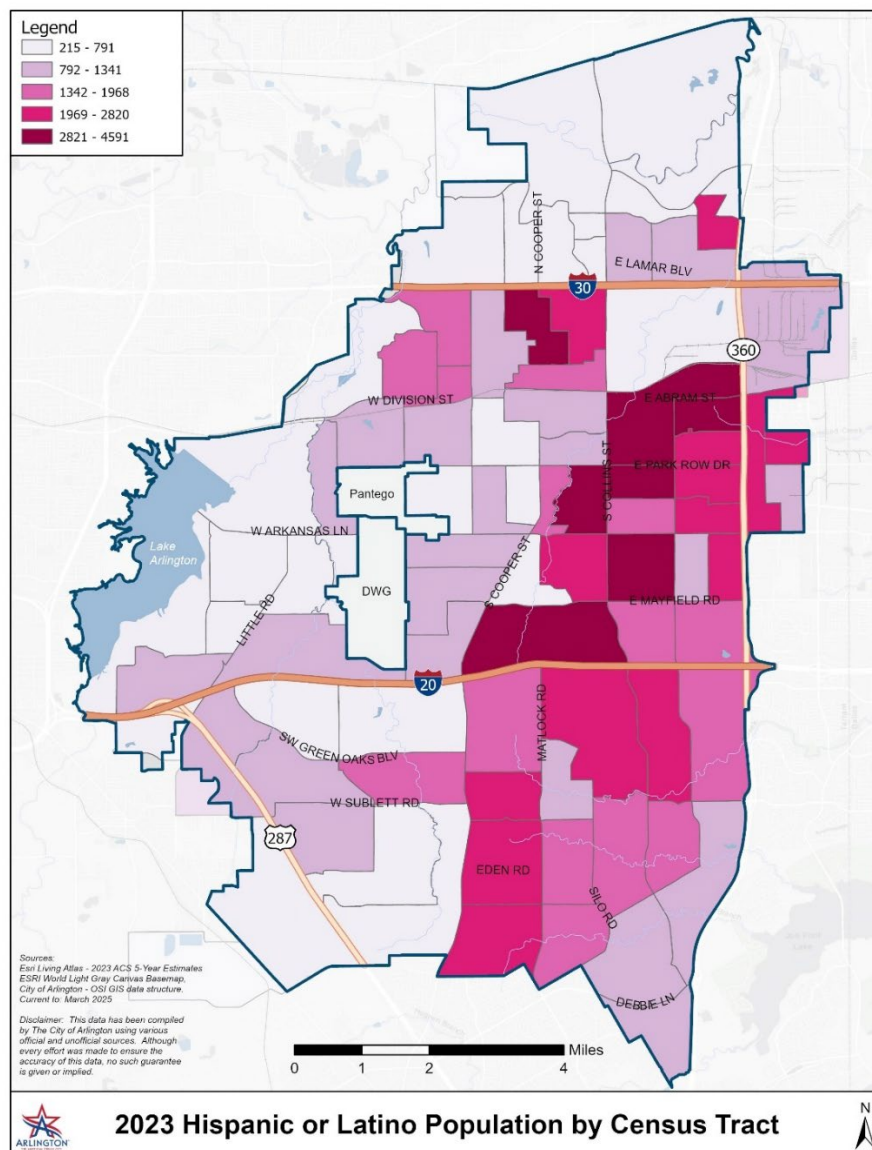 Legend
215 - 791
792 - 1341
1342 - 1968
1969 - 2820
2821 - 4591
N COOPER ST
E LAMAR BLV
30
360
W DIVISION ST
E ABRAM ST
S COLLINS ST
E PARK ROW DR
Pantego
W ARKANSAS LN
Lake
Arlington
DWG
S COOPER ST
LITTLE RD
E MAYFIELD RD
20
MATLOCK RD
SW GREEN OAKS BLV
W SUBLETT RD
287
EDEN RD
SILO RD
DEBBIE LN
Sources:
Esri Living Atlas - 2023 ACS 5-Year Estimates
ESRI World Light Gray Canvas Basemap,
City of Arlington - OSI GIS data structure.
Current to: March 2025
Disclaimer: This data has been compiled
by The City of Arlington using various
official and unofficial sources. Although
every effort was made to ensure the
accuracy of this data, no such guarantee
is given or implied.
Miles
0 1 2 4
ARLINGTON
2023 Hispanic or Latino Population by Census Tract
N